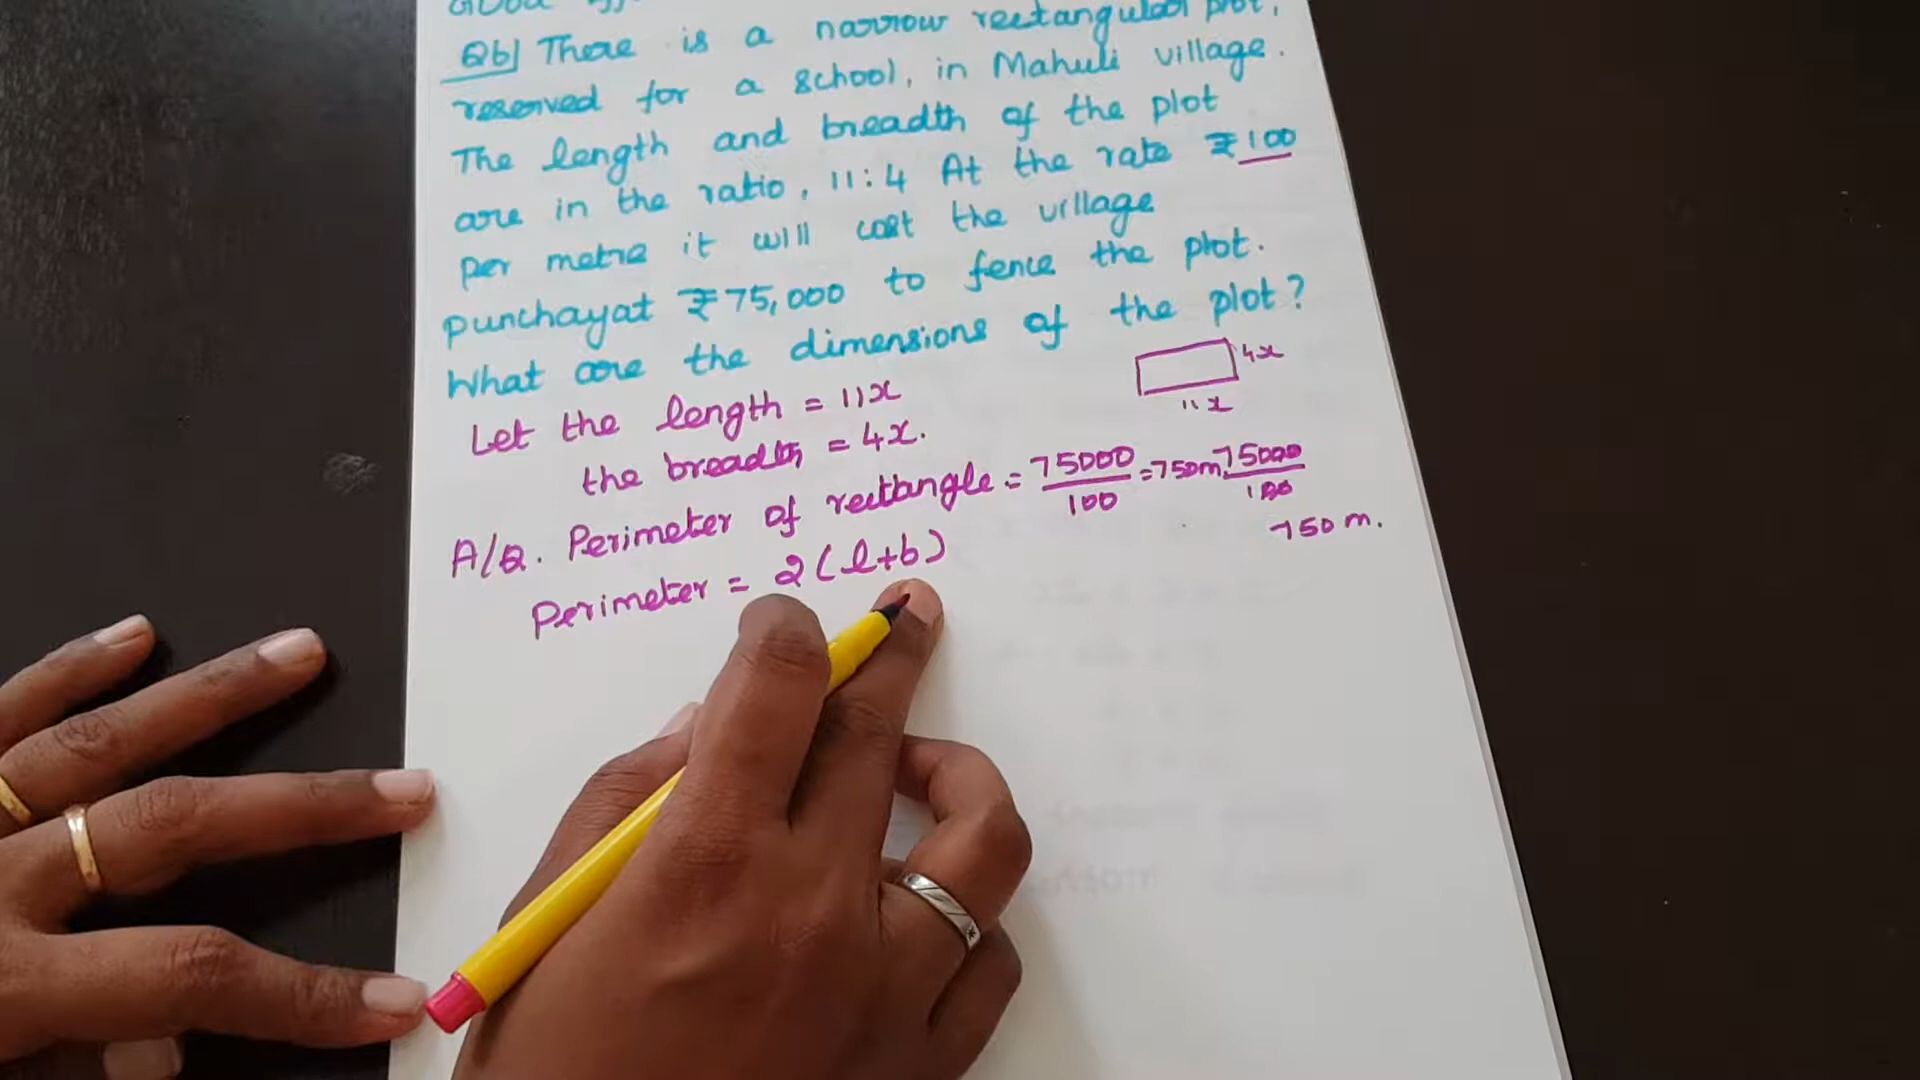 Q6) There is a narrow rectangular plot,
reserved for a school, in Mahuli village.
The length and breadth of the plot
are in the ratio, 11:4 At the rate ₹100
per metre it will cost the village
punchayat ₹75,000 to fence the plot.
What are the dimensions of the plot?
Let the length = 11x
the breadth = 4x.
4x
11x
A/Q. Perimeter of rectangle = 75000/100 = 750m
75000/100
750 m.
Perimeter = 2(l+b)